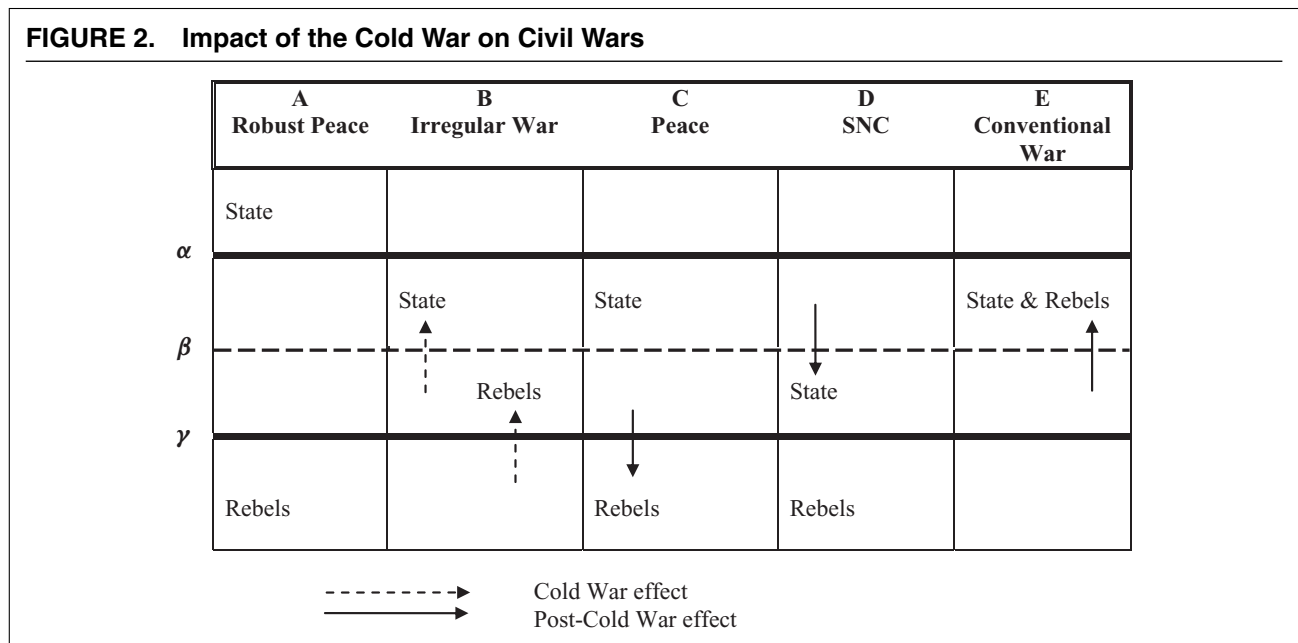 FIGURE 2. Impact of the Cold War on Civil Wars
A B C D E
Robust Peace Irregular War Peace SNC Conventional
War
State
α
State State State & Rebels
β
Rebels State
γ
Rebels Rebels Rebels
Cold War effect
Post-Cold War effect